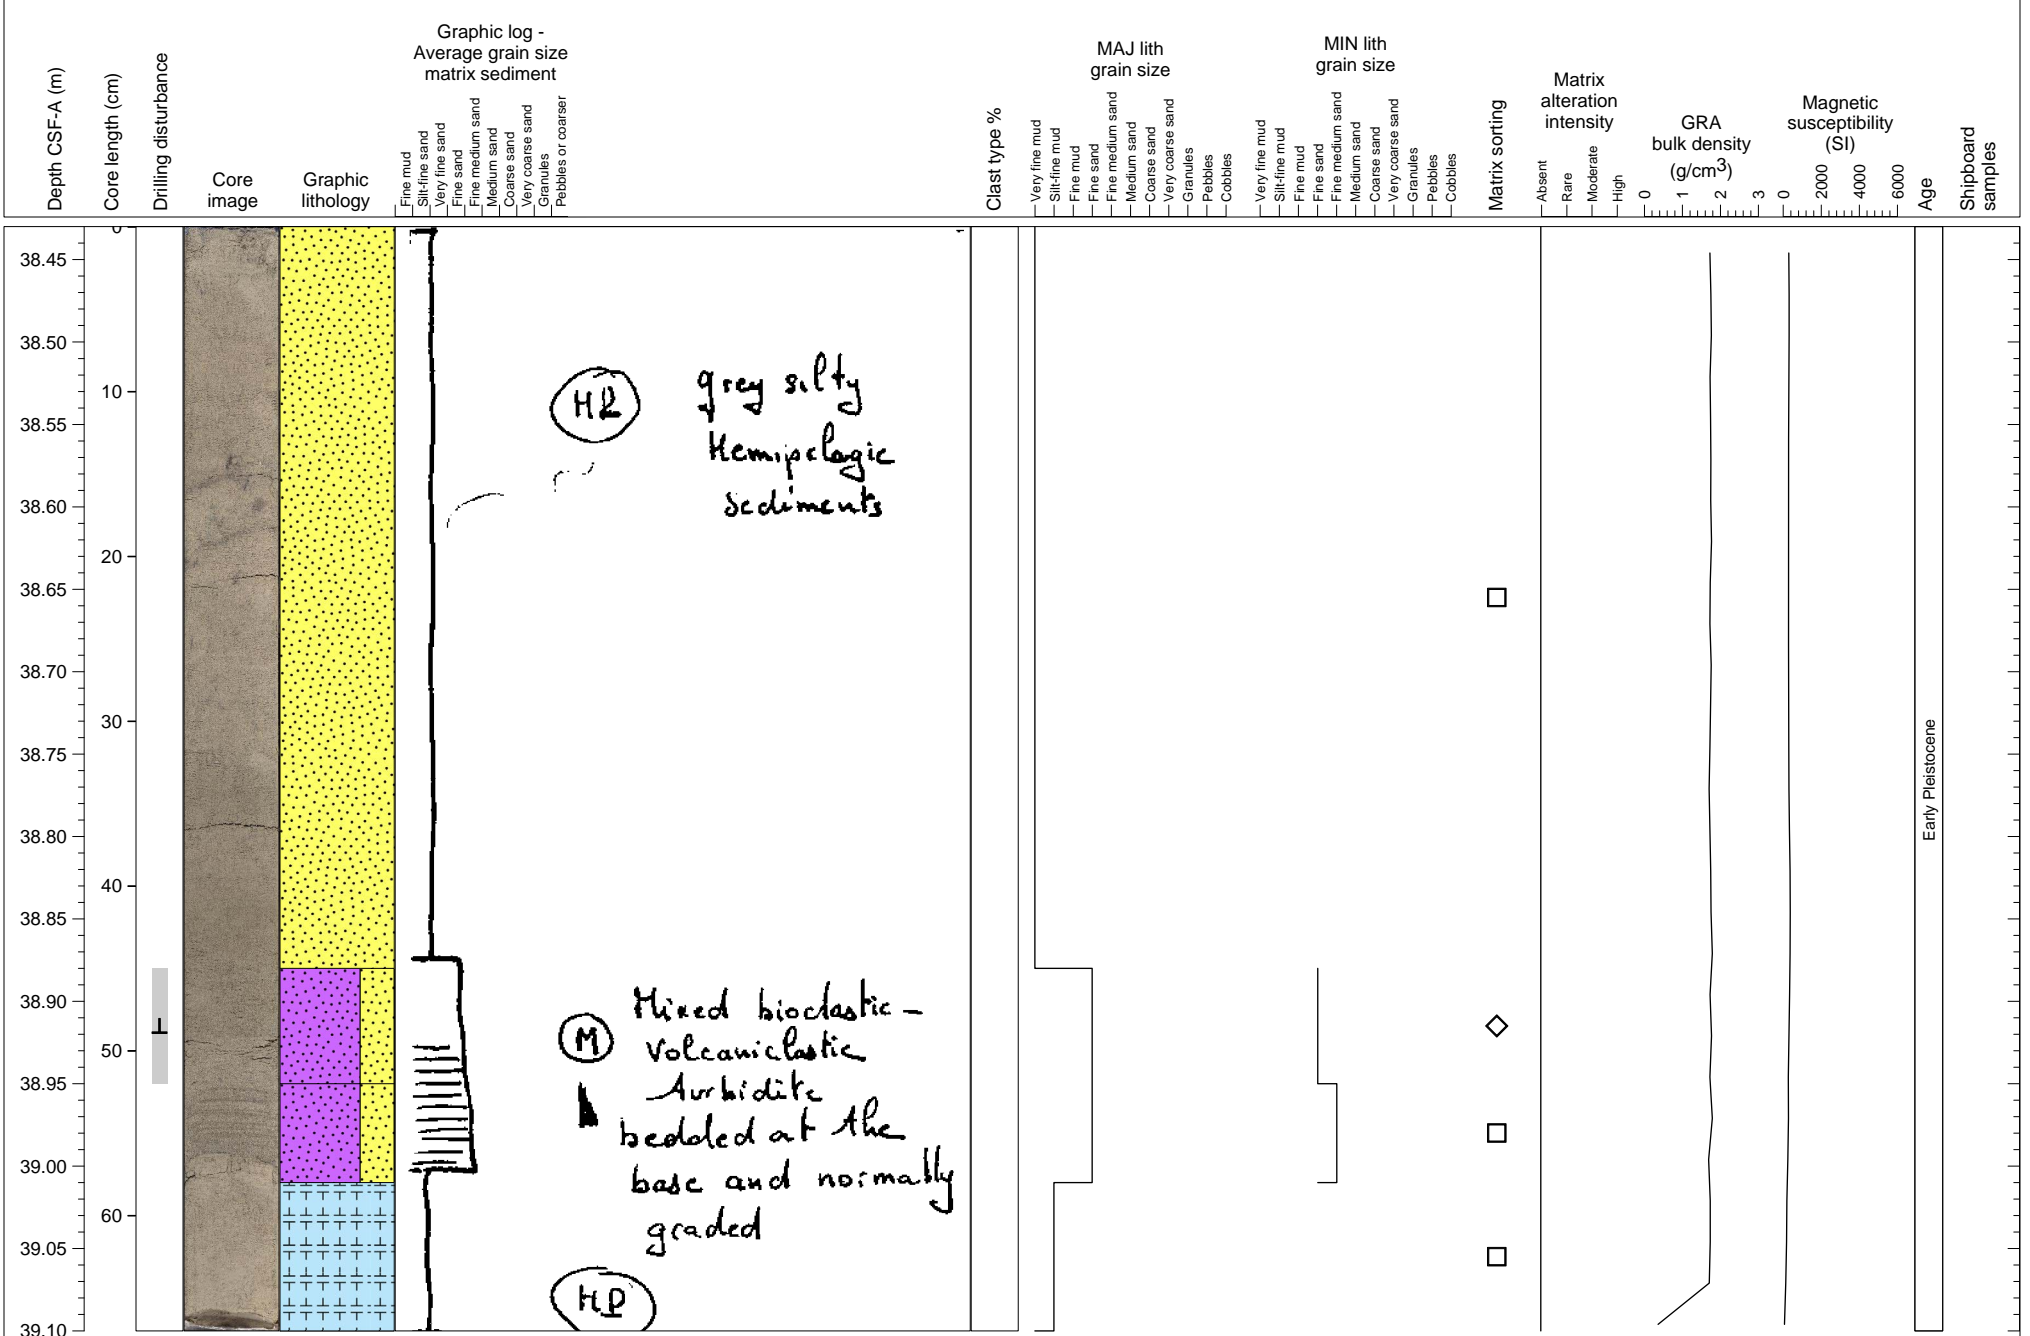 Depth CSF-A (m)
Core length (cm)
Drilling disturbance
Core
image
Graphic
lithology
Graphic log -
Average grain size
matrix sediment
Fine mud
Silt-fine sand
Very fine sand
Fine sand
Fine medium sand
Medium sand
Coarse sand
Very coarse sand
Granules
Pebbles or coarser
Clast type %
MAJ lith
grain size
Very fine mud
Silt-fine mud
Fine mud
Fine sand
Fine medium sand
Medium sand
Coarse sand
Very coarse sand
Granules
Pebbles
Cobbles
MIN lith
grain size
Very fine mud
Silt-fine mud
Fine mud
Fine sand
Fine medium sand
Medium sand
Coarse sand
Very coarse sand
Granules
Pebbles
Cobbles
Matrix sorting
Matrix
alteration
intensity
Absent
Rare
Moderate
High
GRA
bulk density
(g/cm3)
0
1
2
3
Magnetic
susceptibility
(SI)
0
2000
4000
6000
Age
Shipboard
samples
38.45
38.50
38.55
38.60
38.65
38.70
38.75
38.80
38.85
38.90
38.95
39.00
39.05
39.10
0
10
20
30
40
50
60
HP
grey silty
Hemipelagic
sediments
M
Mixed bioclastic -
volcaniclastic
turbidite
bedded at the
base and normally
graded
HP
Early Pleistocene